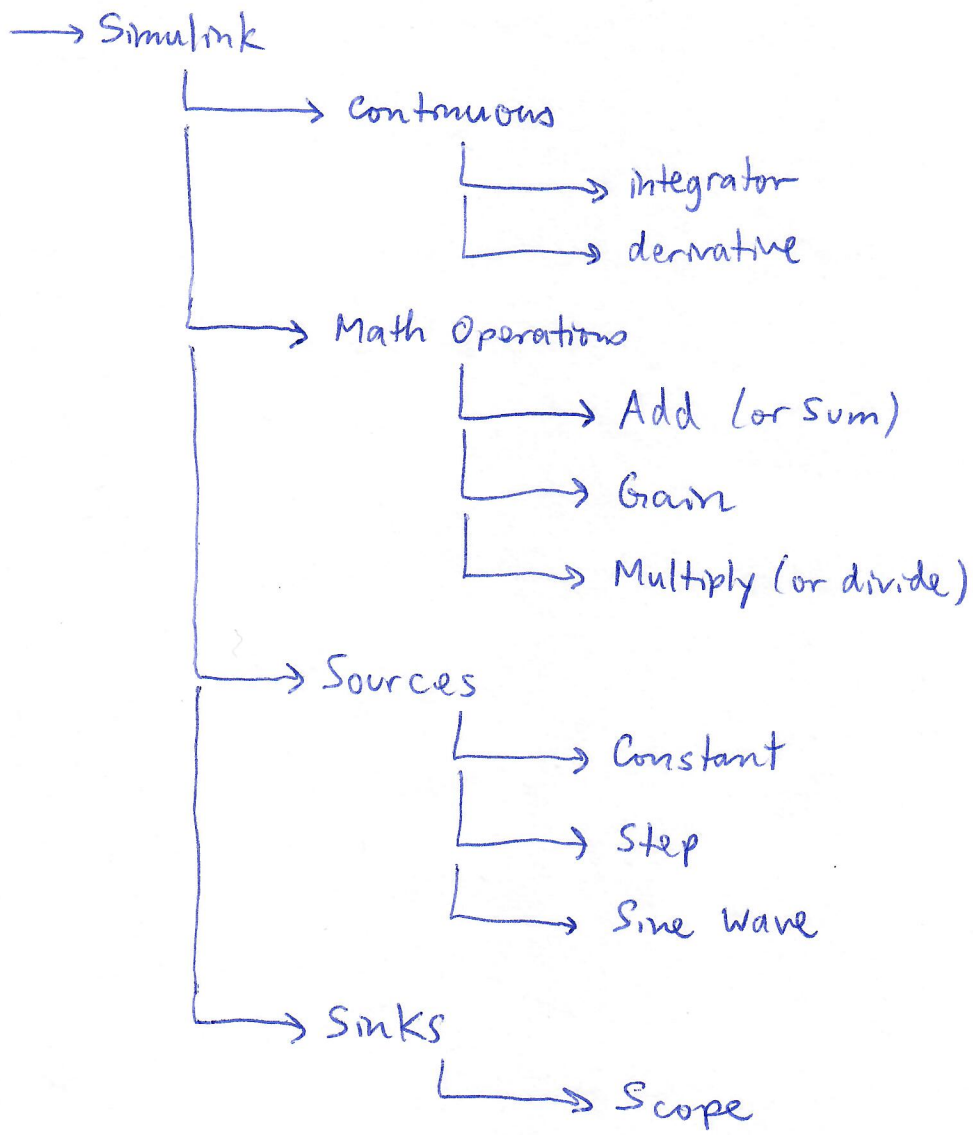 Simulink
Continuous
integrator
derivative
Math Operations
Add (or Sum)
Gain
Multiply (or divide)
Sources
Constant
Step
Sine Wave
Sinks
Scope